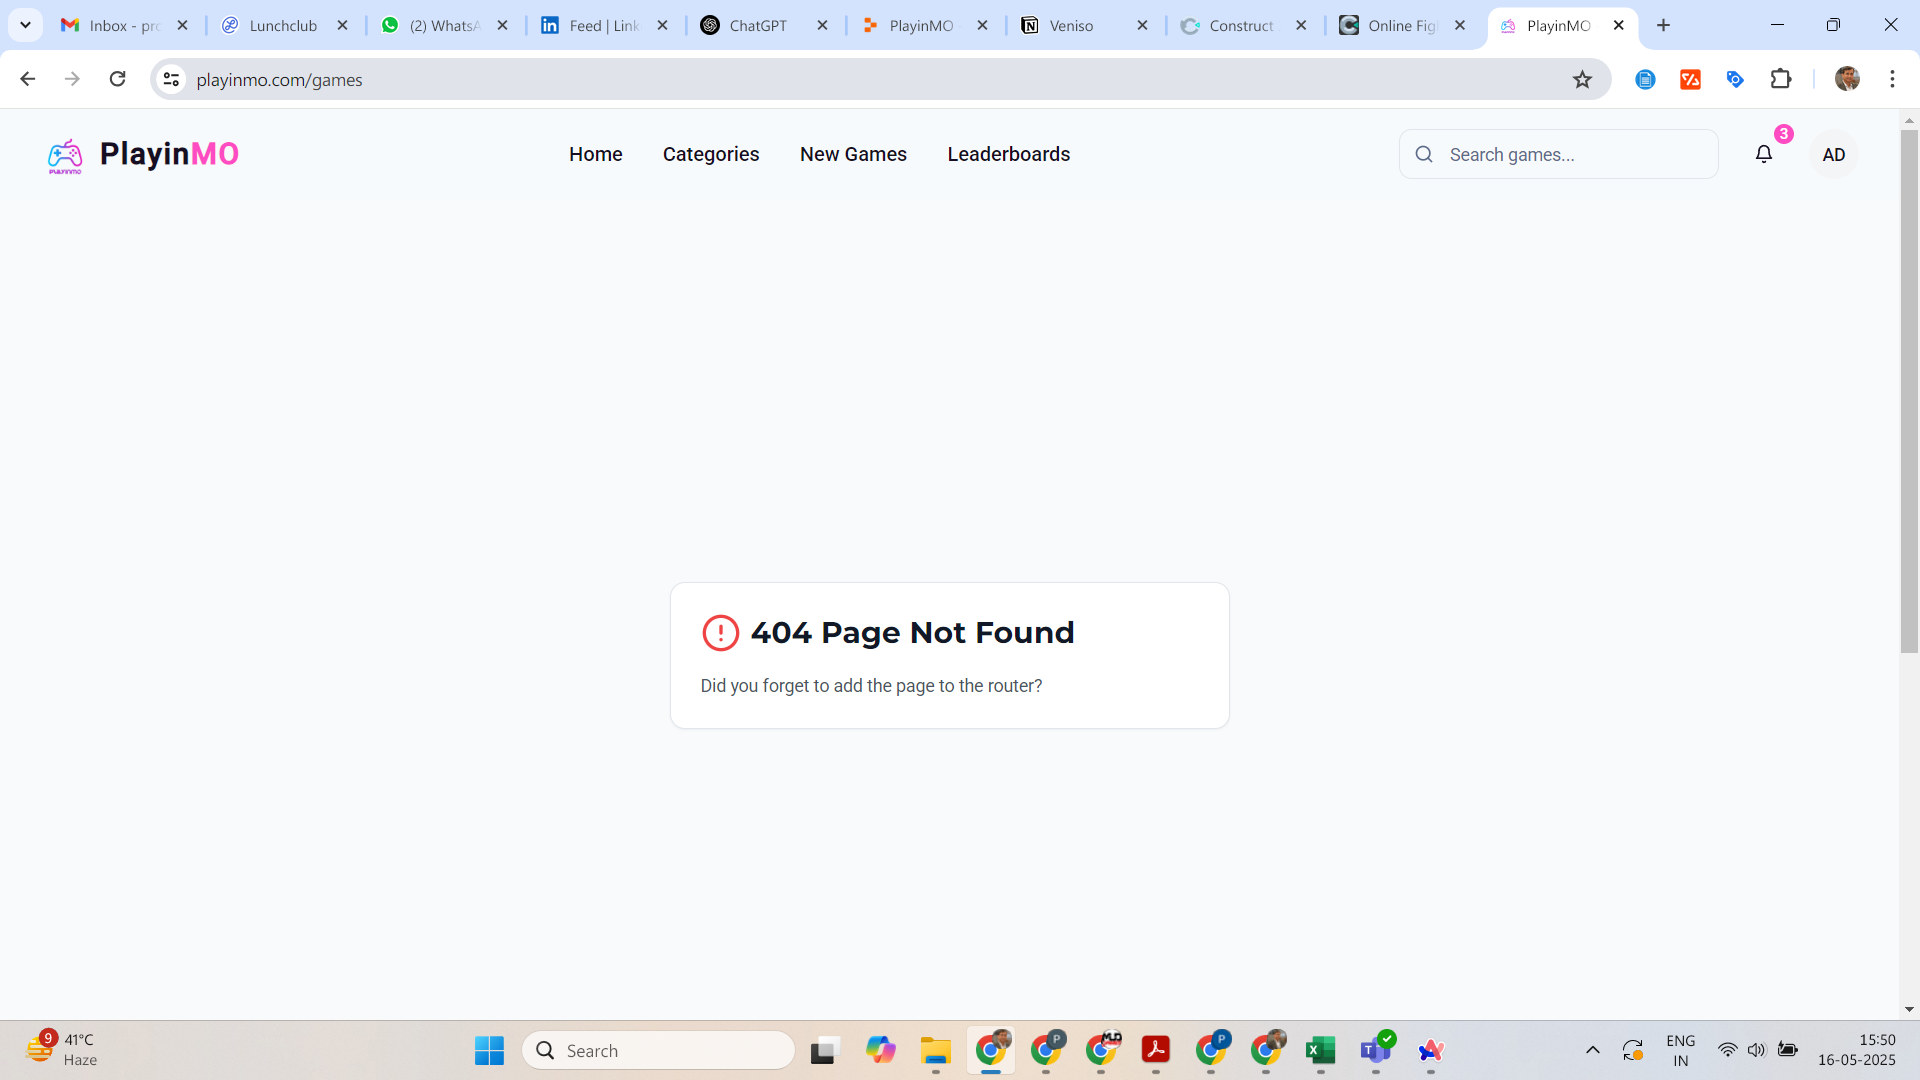 Inbox - pro
Lunchclub
(2) WhatsA
Feed | Link
ChatGPT
PlayinMO
Veniso
Construct
Online Fig
PlayinMO
playinmo.com/games
PlayinMO
Home
Categories
New Games
Leaderboards
Search games...
3
AD
404 Page Not Found
Did you forget to add the page to the router?
9
41°C
Haze
Search
ENG
IN
15:50
16-05-2025